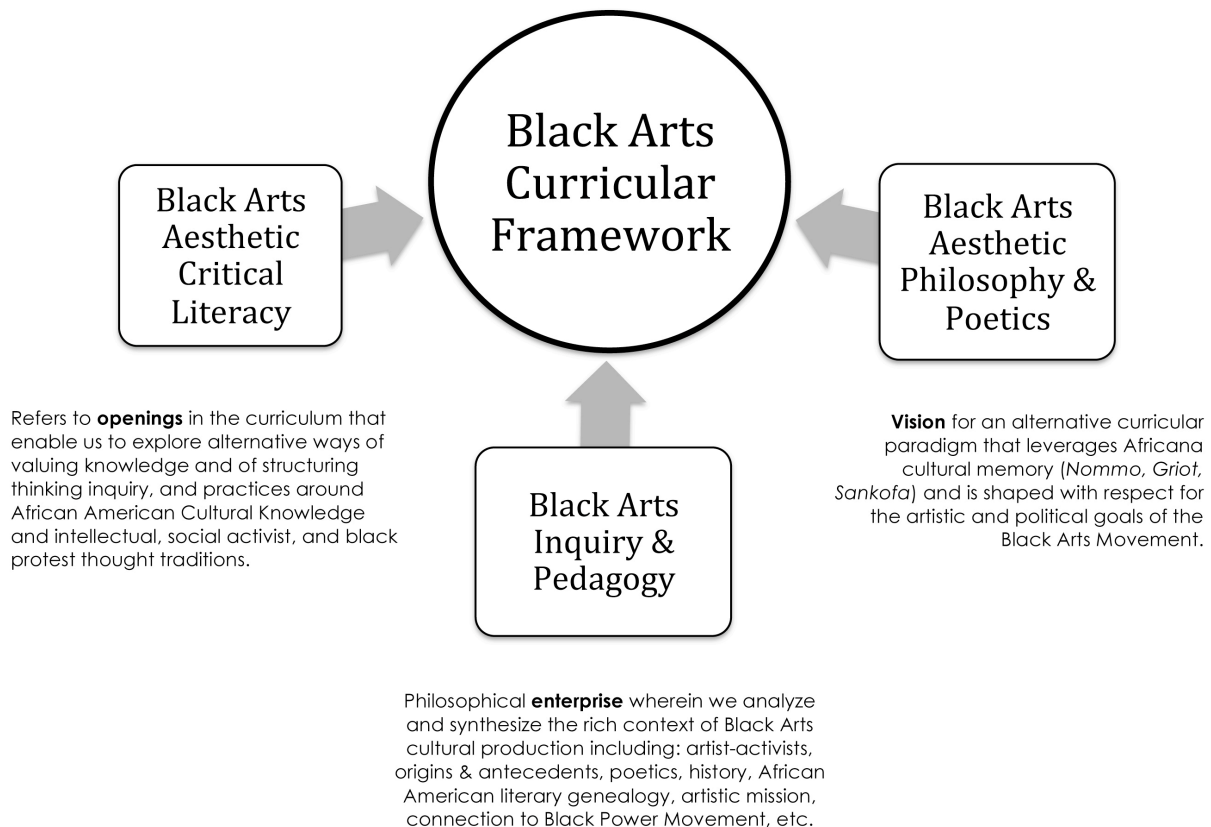 Black Arts
Curricular
Framework
Black Arts
Aesthetic
Critical
Literacy
Black Arts
Aesthetic
Philosophy &
Poetics
Refers to openings in the curriculum that
enable us to explore alternative ways of
valuing knowledge and of structuring
thinking inquiry, and practices around
African American Cultural Knowledge
and intellectual, social activist, and black
protest thought traditions.
Black Arts
Inquiry &
Pedagogy
Vision for an alternative curricular
paradigm that leverages Africana
cultural memory (Nommo, Griot,
Sankofa) and is shaped with respect for
the artistic and political goals of the
Black Arts Movement.
Philosophical enterprise wherein we analyze
and synthesize the rich context of Black Arts
cultural production including: artist-activists,
origins & antecedents, poetics, history, African
American literary genealogy, artistic mission,
connection to Black Power Movement, etc.